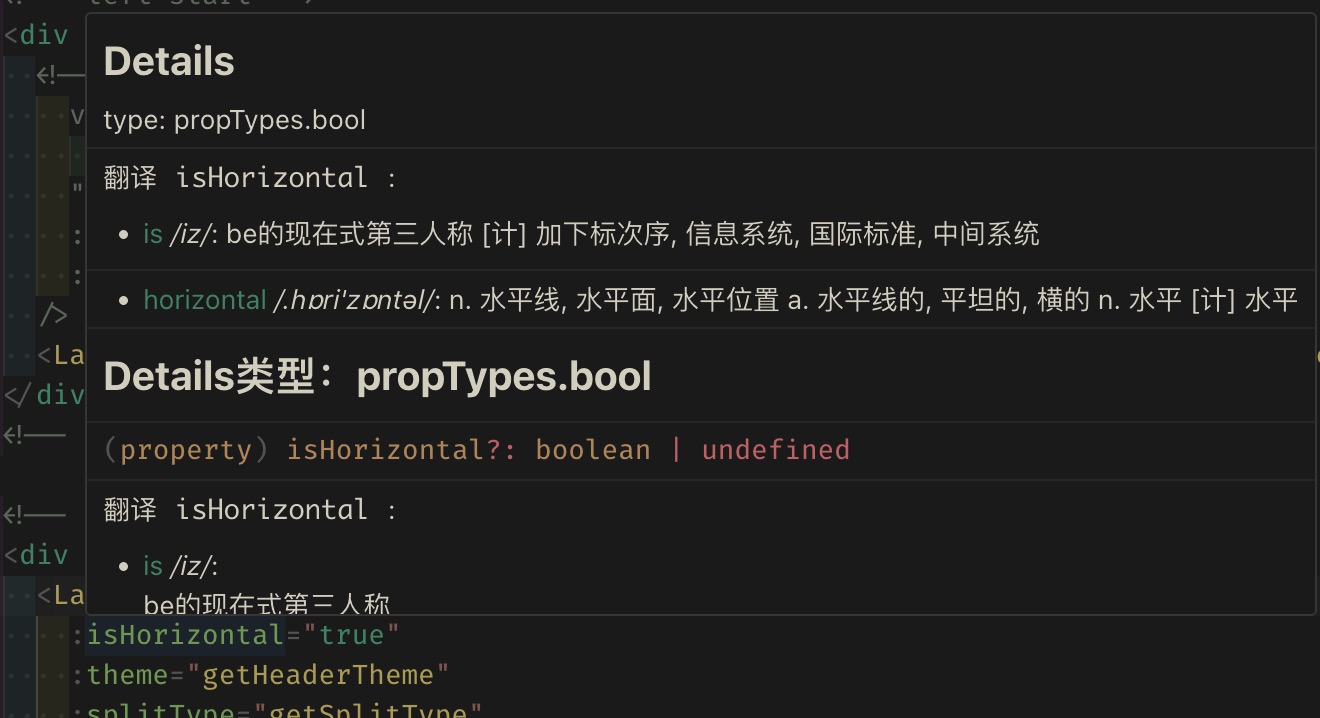 <div
<!--
v
"
:
:
/>
<La
</div
<!--
<!--
<div
<La
Details
type: propTypes.bool
翻译 isHorizontal :
• is /iz/: be的现在式第三人称 [计] 加下标次序, 信息系统, 国际标准, 中间系统
• horizontal /.hɒri'zɒntəl/: n. 水平线, 水平面, 水平位置 a. 水平线的, 平坦的, 横的 n. 水平 [计] 水平
Details类型：propTypes.bool
(property) isHorizontal?: boolean | undefined
翻译 isHorizontal :
• is /iz/:
be的现在式第三人称
:isHorizontal="true"
:theme="getHeaderTheme"
:splitType="getSplitType"